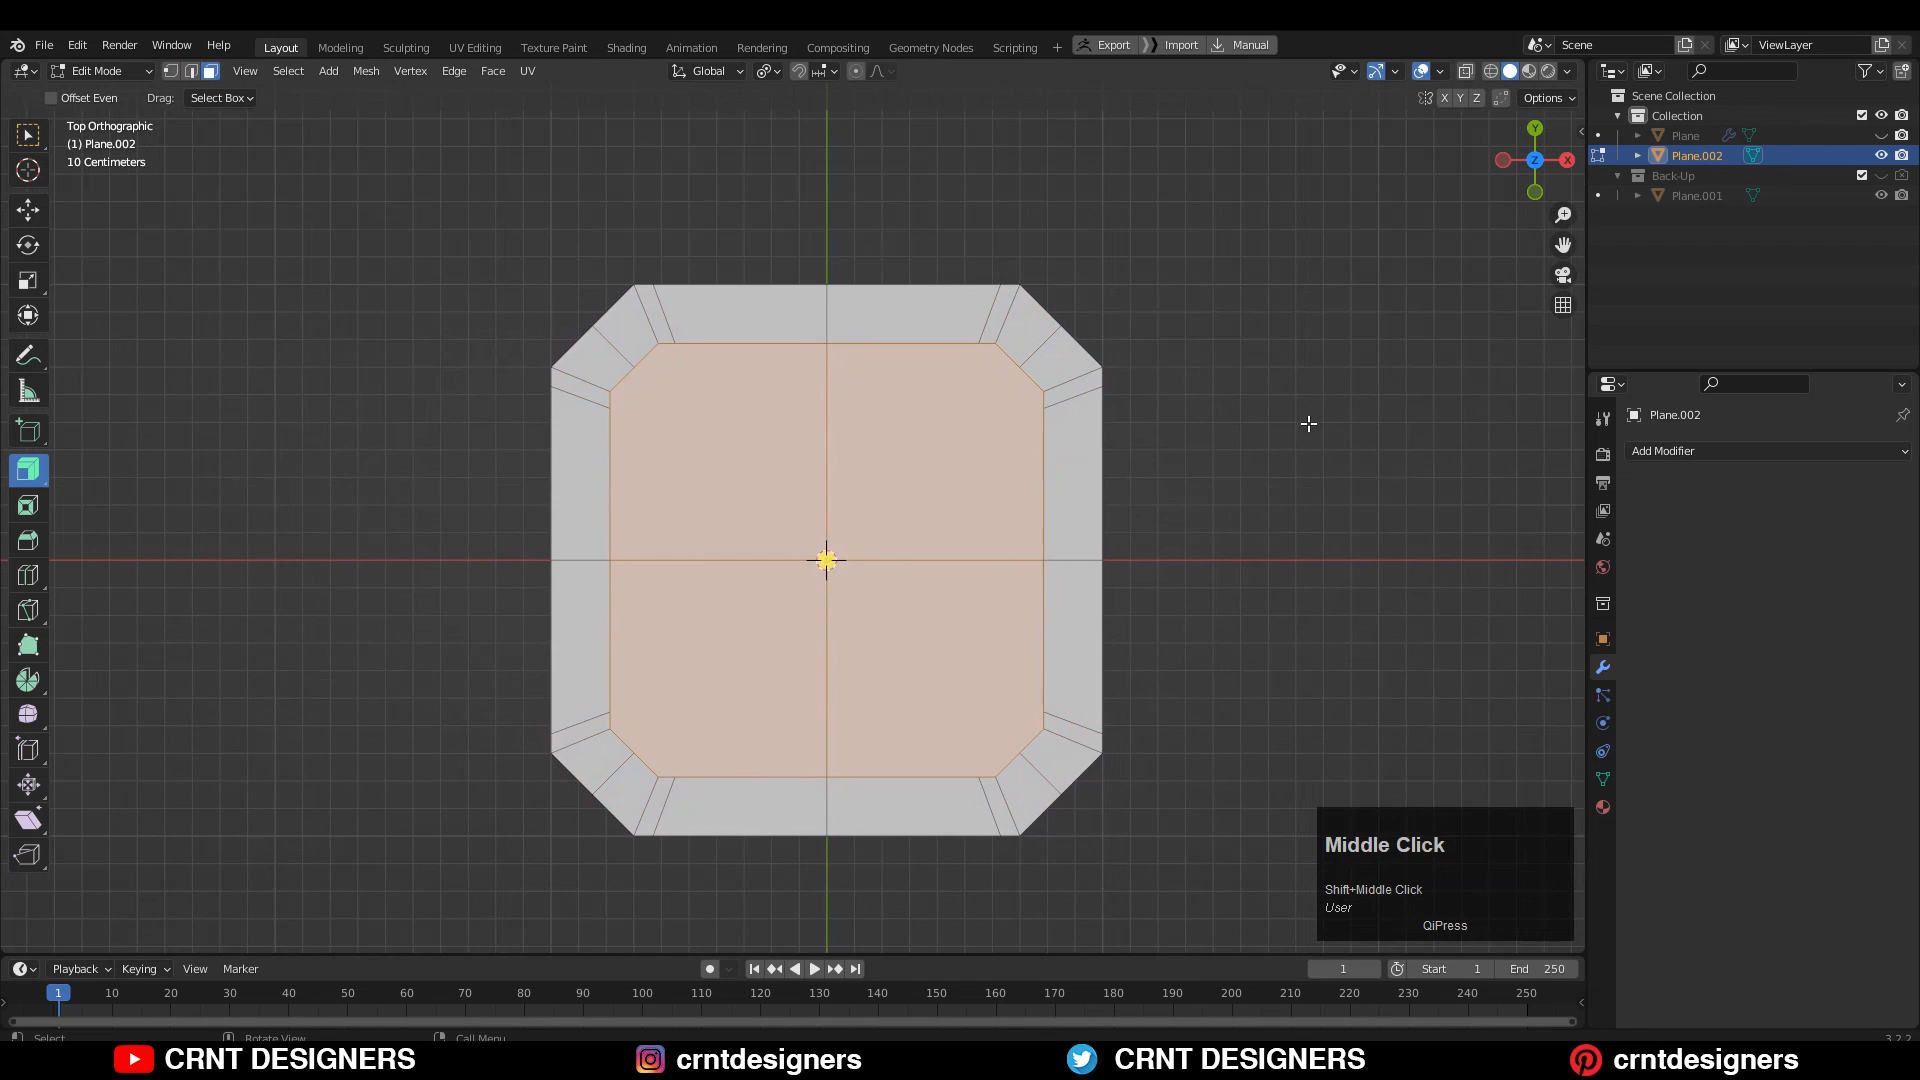 File Edit Render Window Help Layout Modeling Sculpting UV Editing Texture Paint Shading Animation Rendering Compositing Geometry Nodes Scripting + Export Import Manual Scene ViewLayer
Edit Mode View Select Add Mesh Vertex Edge Face UV Global
Offset Even Drag: Select Box X Y Z Options
Top Orthographic
(1) Plane.002
10 Centimeters
Y
Z X
Scene Collection
Collection
Plane
Plane.002
Back-Up
Plane.001
Plane.002
Add Modifier
Middle Click
Shift+Middle Click
User
QiPress
Playback Keying View Marker 1 Start 1 End 250
1 10 20 30 40 50 60 70 80 90 100 110 120 130 140 150 160 170 180 190 200 210 220 230 240 250
Select Rotate View Call Menu 3.2.2
CRNT DESIGNERS crntdesigners CRNT DESIGNERS crntdesigners